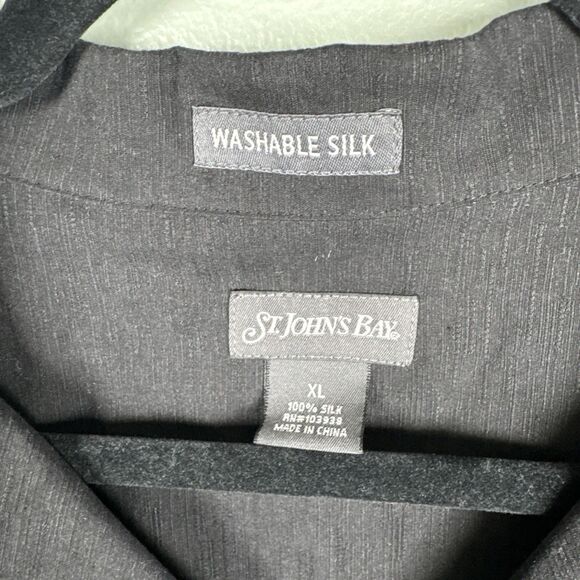 WASHABLE SILK
ST. JOHN'S BAY
XL
100% SILK
RN#103938
MADE IN CHINA